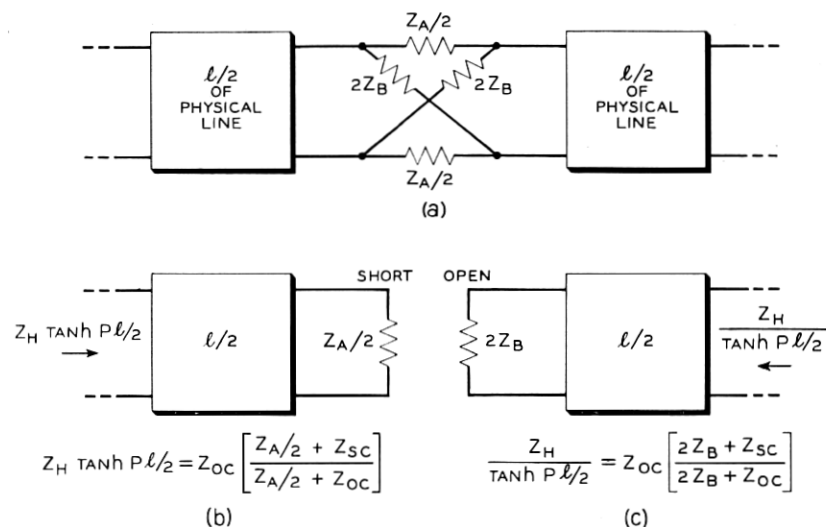 Z_A/2
ℓ/2
OF
PHYSICAL
LINE
2Z_B 2Z_B
ℓ/2
OF
PHYSICAL
LINE
Z_A/2
(a)
SHORT OPEN
Z_H TANh Pℓ/2
ℓ/2
Z_A/2
2Z_B
ℓ/2
Z_H / TANh Pℓ/2
Z_H TANh Pℓ/2 = Z_OC [ (Z_A/2 + Z_SC) / (Z_A/2 + Z_OC) ]
Z_H / TANh Pℓ/2 = Z_OC [ (2Z_B + Z_SC) / (2Z_B + Z_OC) ]
(b) (c)